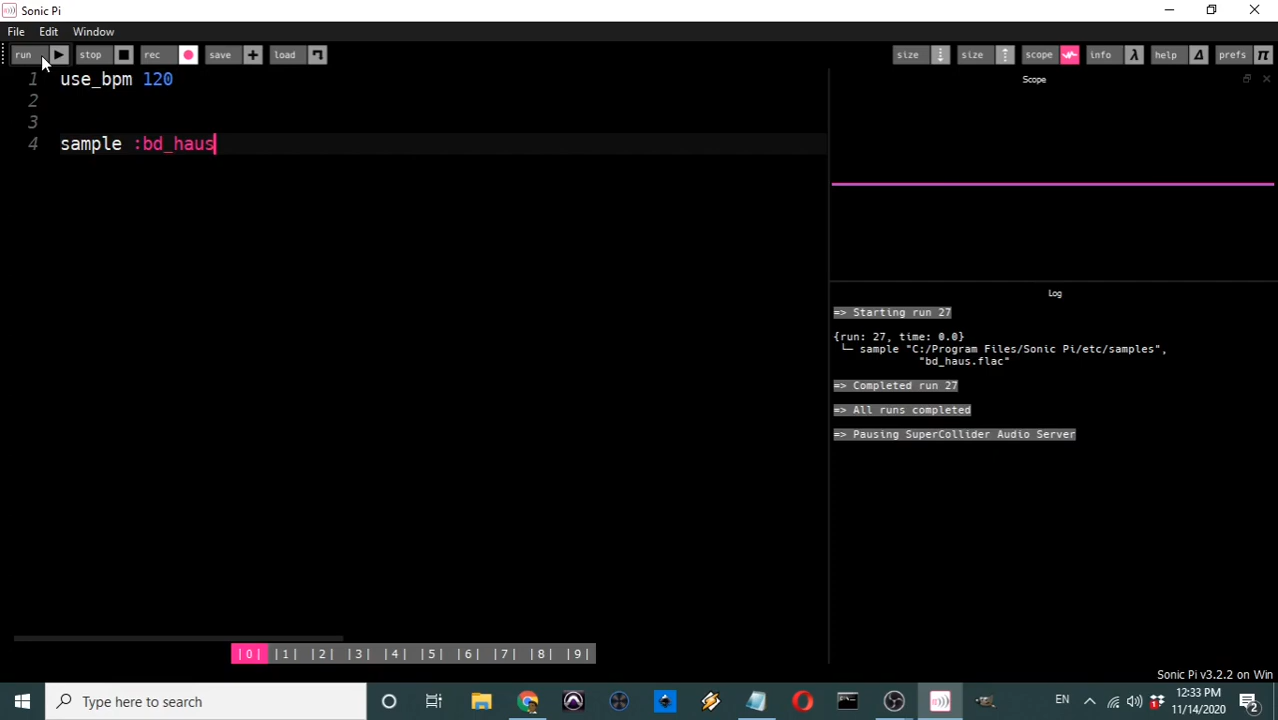 Sonic Pi
File Edit Window
run stop rec save load size size scope info help prefs
1 use_bpm 120
2
3
4 sample :bd_haus
Scope
Log
=> Starting run 27
{run: 27, time: 0.0}
└─ sample "C:/Program Files/Sonic Pi/etc/samples",
"bd_haus.flac"
=> Completed run 27
=> All runs completed
=> Pausing SuperCollider Audio Server
|0| |1| |2| |3| |4| |5| |6| |7| |8| |9|
Sonic Pi v3.2.2 on Win
Type here to search
EN
12:33 PM
11/14/2020
2